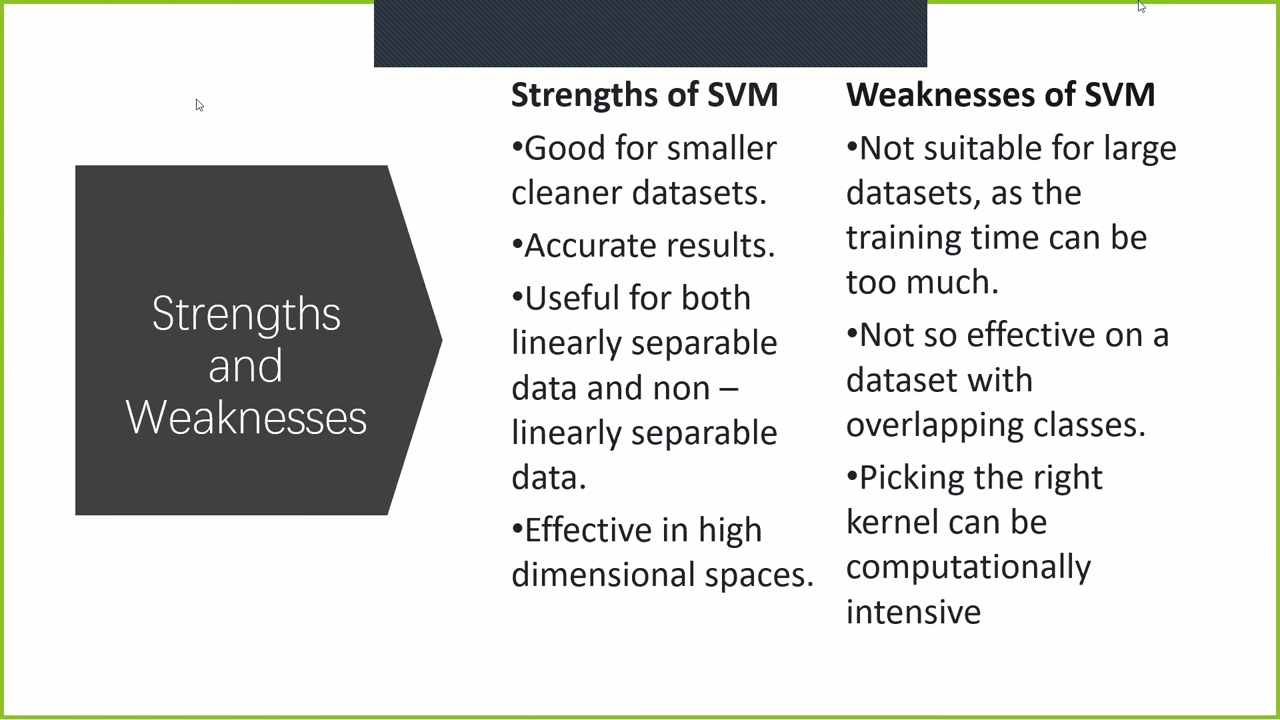 Strengths
and
Weaknesses
Strengths of SVM
•Good for smaller
cleaner datasets.
•Accurate results.
•Useful for both
linearly separable
data and non –
linearly separable
data.
•Effective in high
dimensional spaces.
Weaknesses of SVM
•Not suitable for large
datasets, as the
training time can be
too much.
•Not so effective on a
dataset with
overlapping classes.
•Picking the right
kernel can be
computationally
intensive